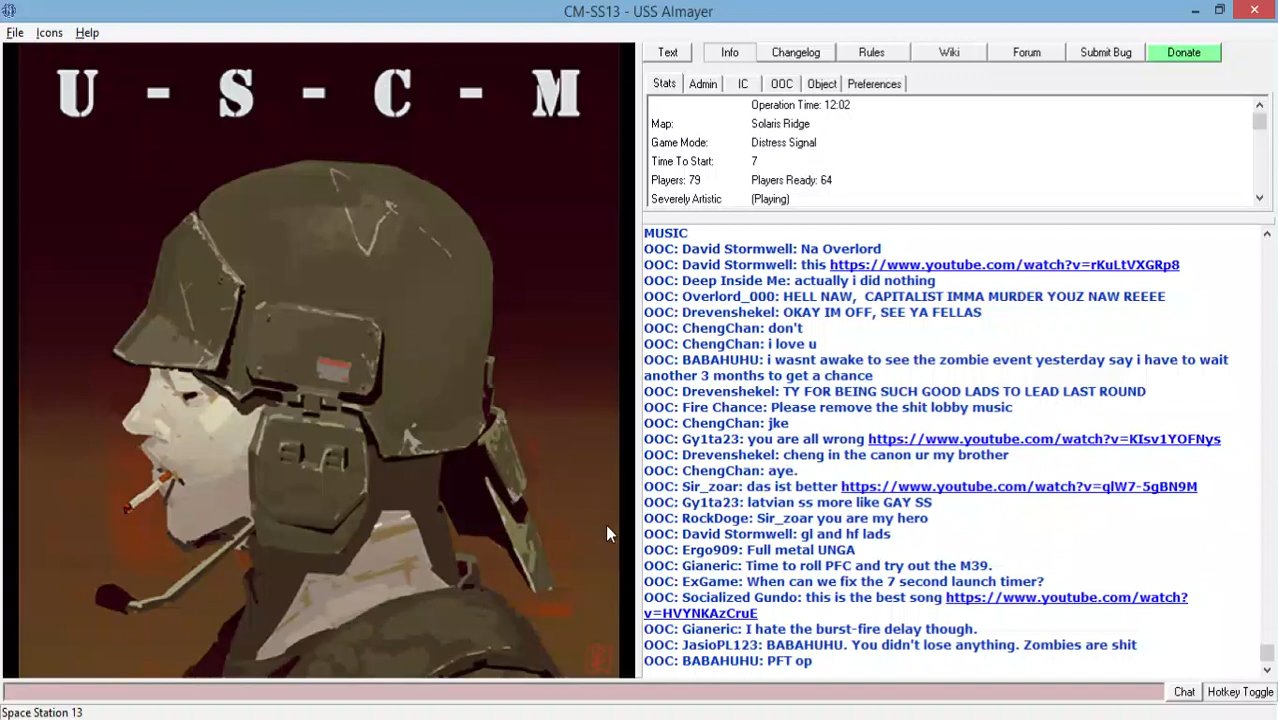 CM-SS13 - USS Almayer
File Icons Help
U - S - C - M
Text Info Changelog Rules Wiki Forum Submit Bug Donate
Stats Admin IC OOC Object Preferences
Operation Time: 12:02
Map: Solaris Ridge
Game Mode: Distress Signal
Time To Start: 7
Players: 79 Players Ready: 64
Severely Artistic (Playing)
MUSIC
OOC: David Stormwell: Na Overlord
OOC: David Stormwell: this https://www.youtube.com/watch?v=rKuLtVXGRp8
OOC: Deep Inside Me: actually i did nothing
OOC: Overlord_000: HELL NAW, CAPITALIST IMMA MURDER YOUZ NAW REEEE
OOC: Drevenshekel: OKAY IM OFF, SEE YA FELLAS
OOC: ChengChan: don't
OOC: ChengChan: i love u
OOC: BABAHUHU: i wasnt awake to see the zombie event yesterday say i have to wait
another 3 months to get a chance
OOC: Drevenshekel: TY FOR BEING SUCH GOOD LADS TO LEAD LAST ROUND
OOC: Fire Chance: Please remove the shit lobby music
OOC: ChengChan: jke
OOC: Gy1ta23: you are all wrong https://www.youtube.com/watch?v=KIsv1YOFNys
OOC: Drevenshekel: cheng in the canon ur my brother
OOC: ChengChan: aye.
OOC: Sir_zoar: das ist better https://www.youtube.com/watch?v=qlW7-5gBN9M
OOC: Gy1ta23: latvian ss more like GAY SS
OOC: RockDoge: Sir_zoar you are my hero
OOC: David Stormwell: gl and hf lads
OOC: Ergo909: Full metal UNGA
OOC: Gianeric: Time to roll PFC and try out the M39.
OOC: ExGame: When can we fix the 7 second launch timer?
OOC: Socialized Gundo: this is the best song https://www.youtube.com/watch?
v=HVYNKAzCruE
OOC: Gianeric: I hate the burst-fire delay though.
OOC: JasioPL123: BABAHUHU. You didn't lose anything. Zombies are shit
OOC: BABAHUHU: PFT op
Chat Hotkey Toggle
Space Station 13